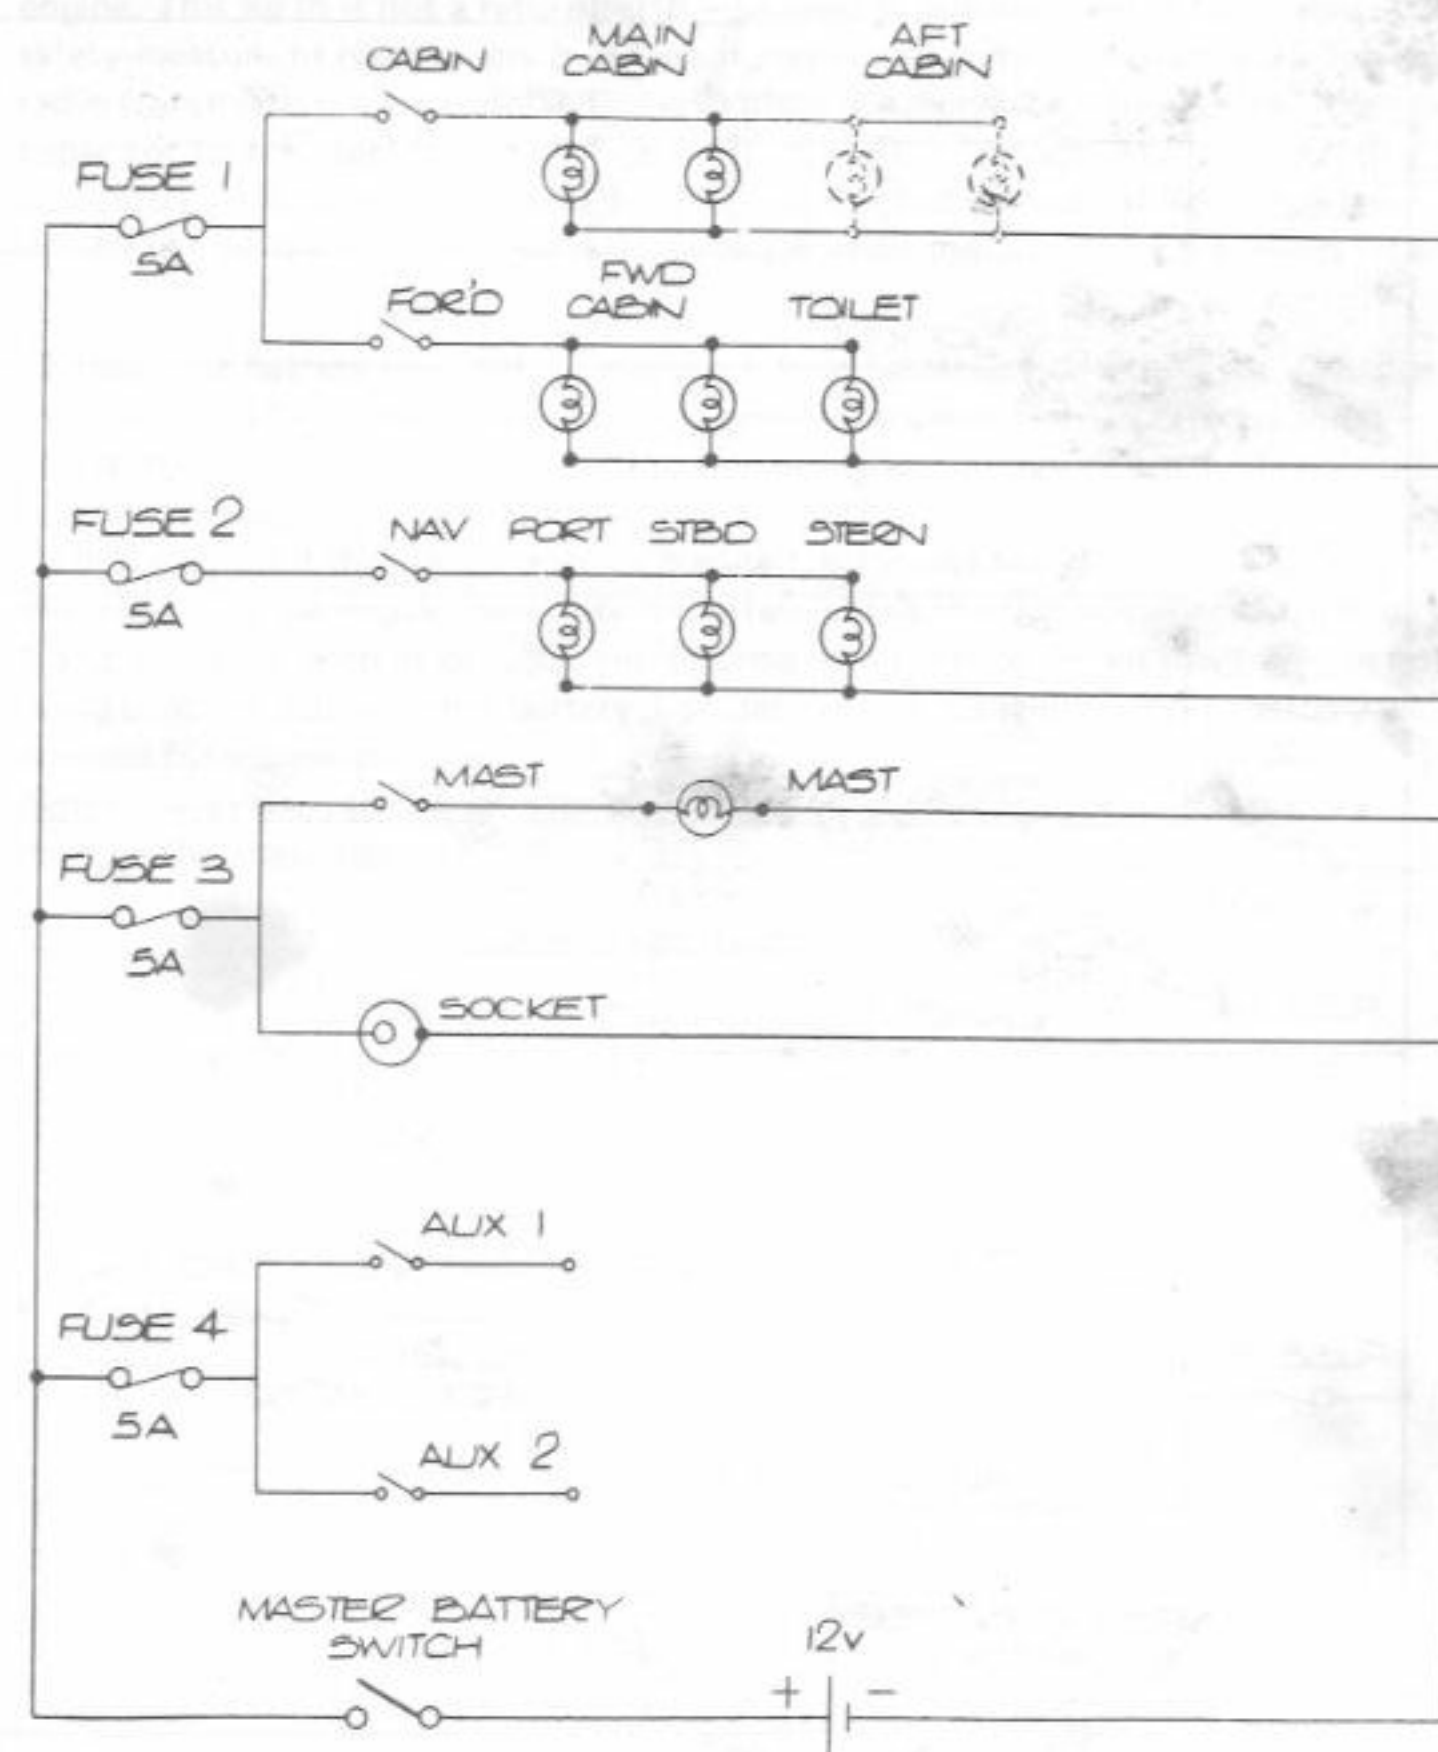 CABIN
MAIN
CABIN
AFT
CABIN
FUSE 1
5A
FOR'D
FWD
CABIN
TOILET
FUSE 2
5A
NAV
PORT
STBD
STERN
MAST
MAST
FUSE 3
5A
SOCKET
AUX 1
FUSE 4
5A
AUX 2
MASTER BATTERY
SWITCH
12v
+ −